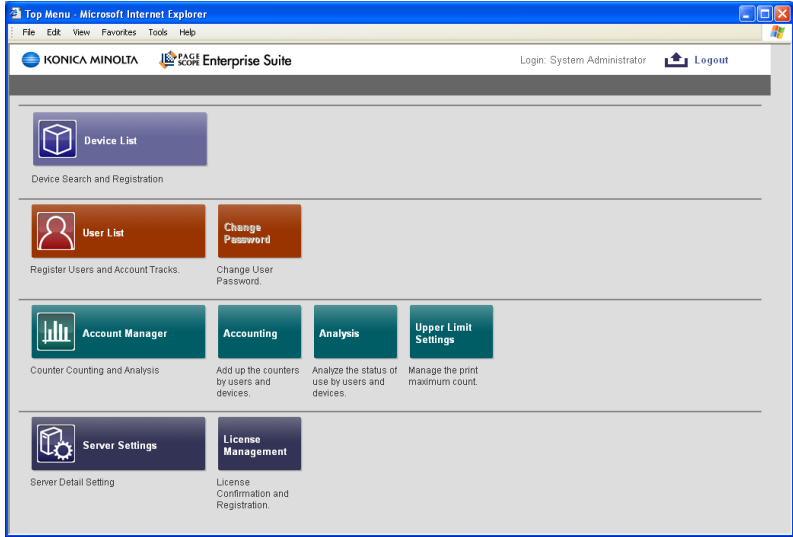 Top Menu - Microsoft Internet Explorer
File Edit View Favorites Tools Help
KONICA MINOLTA PAGE SCOPE Enterprise Suite Login: System Administrator Logout
Device List
Device Search and Registration
User List
Change
Password
Register Users and Account Tracks.
Change User
Password.
Account Manager
Accounting
Analysis
Upper Limit
Settings
Counter Counting and Analysis
Add up the counters
by users and
devices.
Analyze the status of
use by users and
devices.
Manage the print
maximum count.
Server Settings
License
Management
Server Detail Setting
License
Confirmation and
Registration.